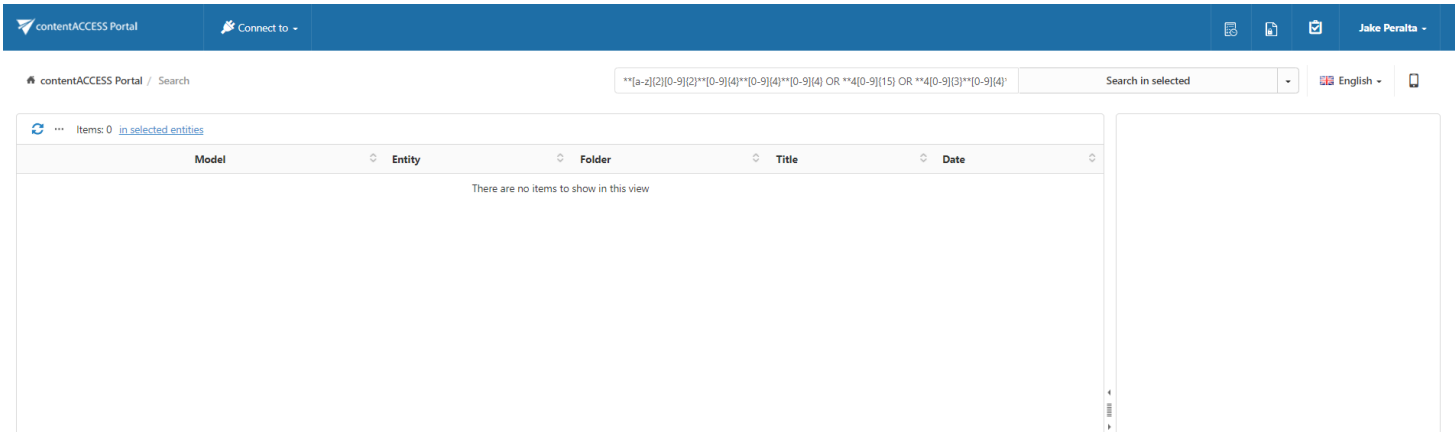 contentACCESS Portal Connect to Jake Peralta
contentACCESS Portal / Search **[a-z]{2}[0-9]{2}**[0-9]{4}**[0-9]{4}**[0-9]{4} OR **4[0-9]{15} OR **4[0-9]{3}**[0-9]{4}* Search in selected English
... Items: 0 in selected entities
Model Entity Folder Title Date
There are no items to show in this view